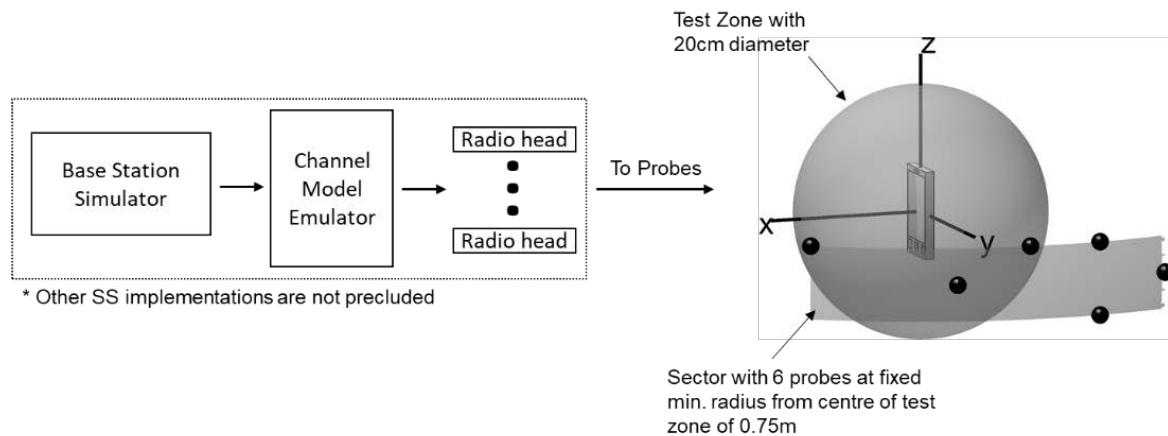 Base Station
Simulator
Channel
Model
Emulator
Radio head
Radio head
* Other SS implementations are not precluded
To Probes
Test Zone with
20cm diameter
z
x
y
Sector with 6 probes at fixed
min. radius from centre of test
zone of 0.75m